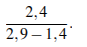 2,4
2,9 – 1,4 .